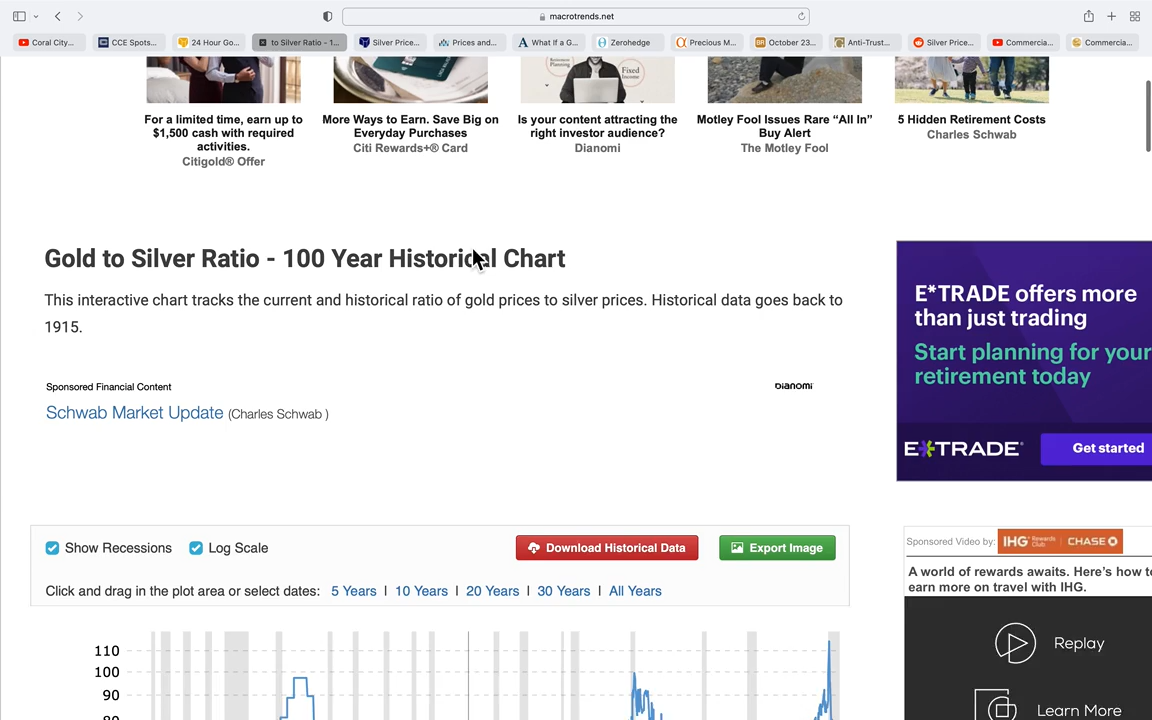 macrotrends.net
Coral City...
CCE Spots...
24 Hour Go...
to Silver Ratio - 1...
Silver Price...
Prices and...
What If a G...
Zerohedge
Precious M...
October 23...
Anti-Trust...
Silver Price...
Commercia...
Commercia...
For a limited time, earn up to
$1,500 cash with required
activities.
Citigold® Offer
More Ways to Earn. Save Big on
Everyday Purchases
Citi Rewards+® Card
Retirement
Planning
Fixed
Income
Is your content attracting the
right investor audience?
Dianomi
Motley Fool Issues Rare “All In”
Buy Alert
The Motley Fool
5 Hidden Retirement Costs
Charles Schwab
Gold to Silver Ratio - 100 Year Historical Chart
This interactive chart tracks the current and historical ratio of gold prices to silver prices. Historical data goes back to
1915.
Sponsored Financial Content
dianomi
Schwab Market Update (Charles Schwab )
E*TRADE offers more
than just trading
Start planning for your
retirement today
E*TRADE®
Get started
Show Recessions
Log Scale
Download Historical Data
Export Image
Click and drag in the plot area or select dates: 5 Years | 10 Years | 20 Years | 30 Years | All Years
110
100
90
80
Sponsored Video by: IHG Rewards Club CHASE
A world of rewards awaits. Here’s how to
earn more on travel with IHG.
Replay
Learn More